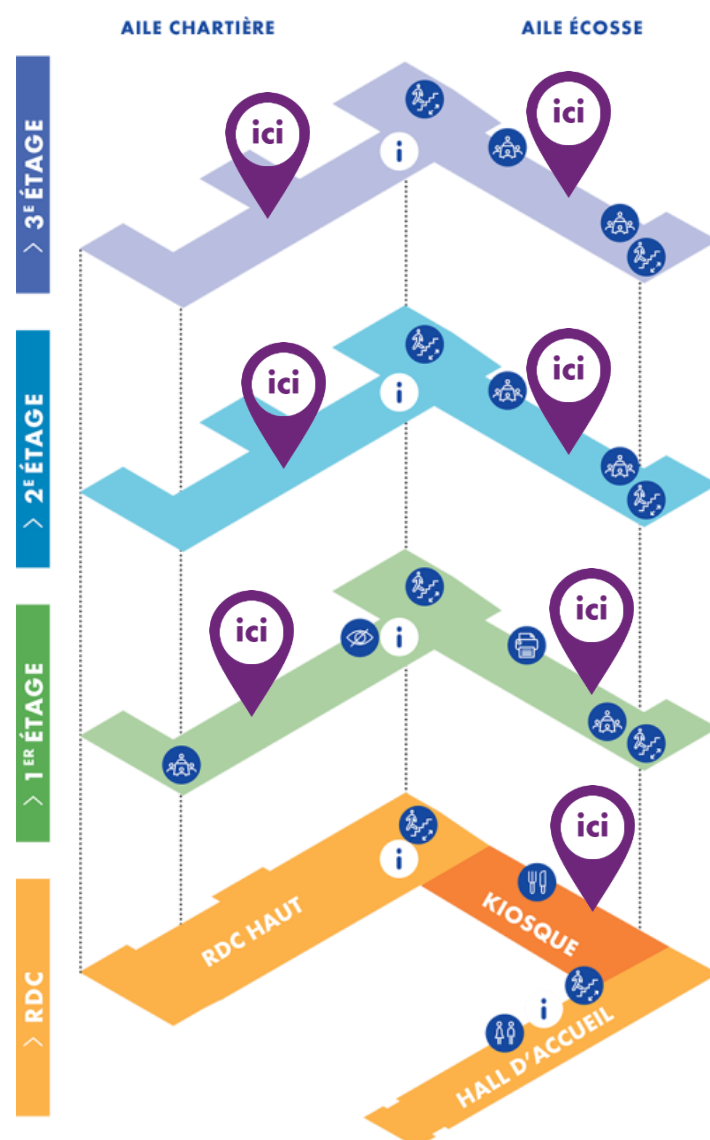 AILE CHARTIÈRE
AILE ÉCOSSE
> 3E ÉTAGE
ici
ici
i
> 2E ÉTAGE
ici
ici
i
> 1ER ÉTAGE
ici
ici
i
> RDC
ici
i
RDC HAUT
KIOSQUE
i
HALL D'ACCUEIL